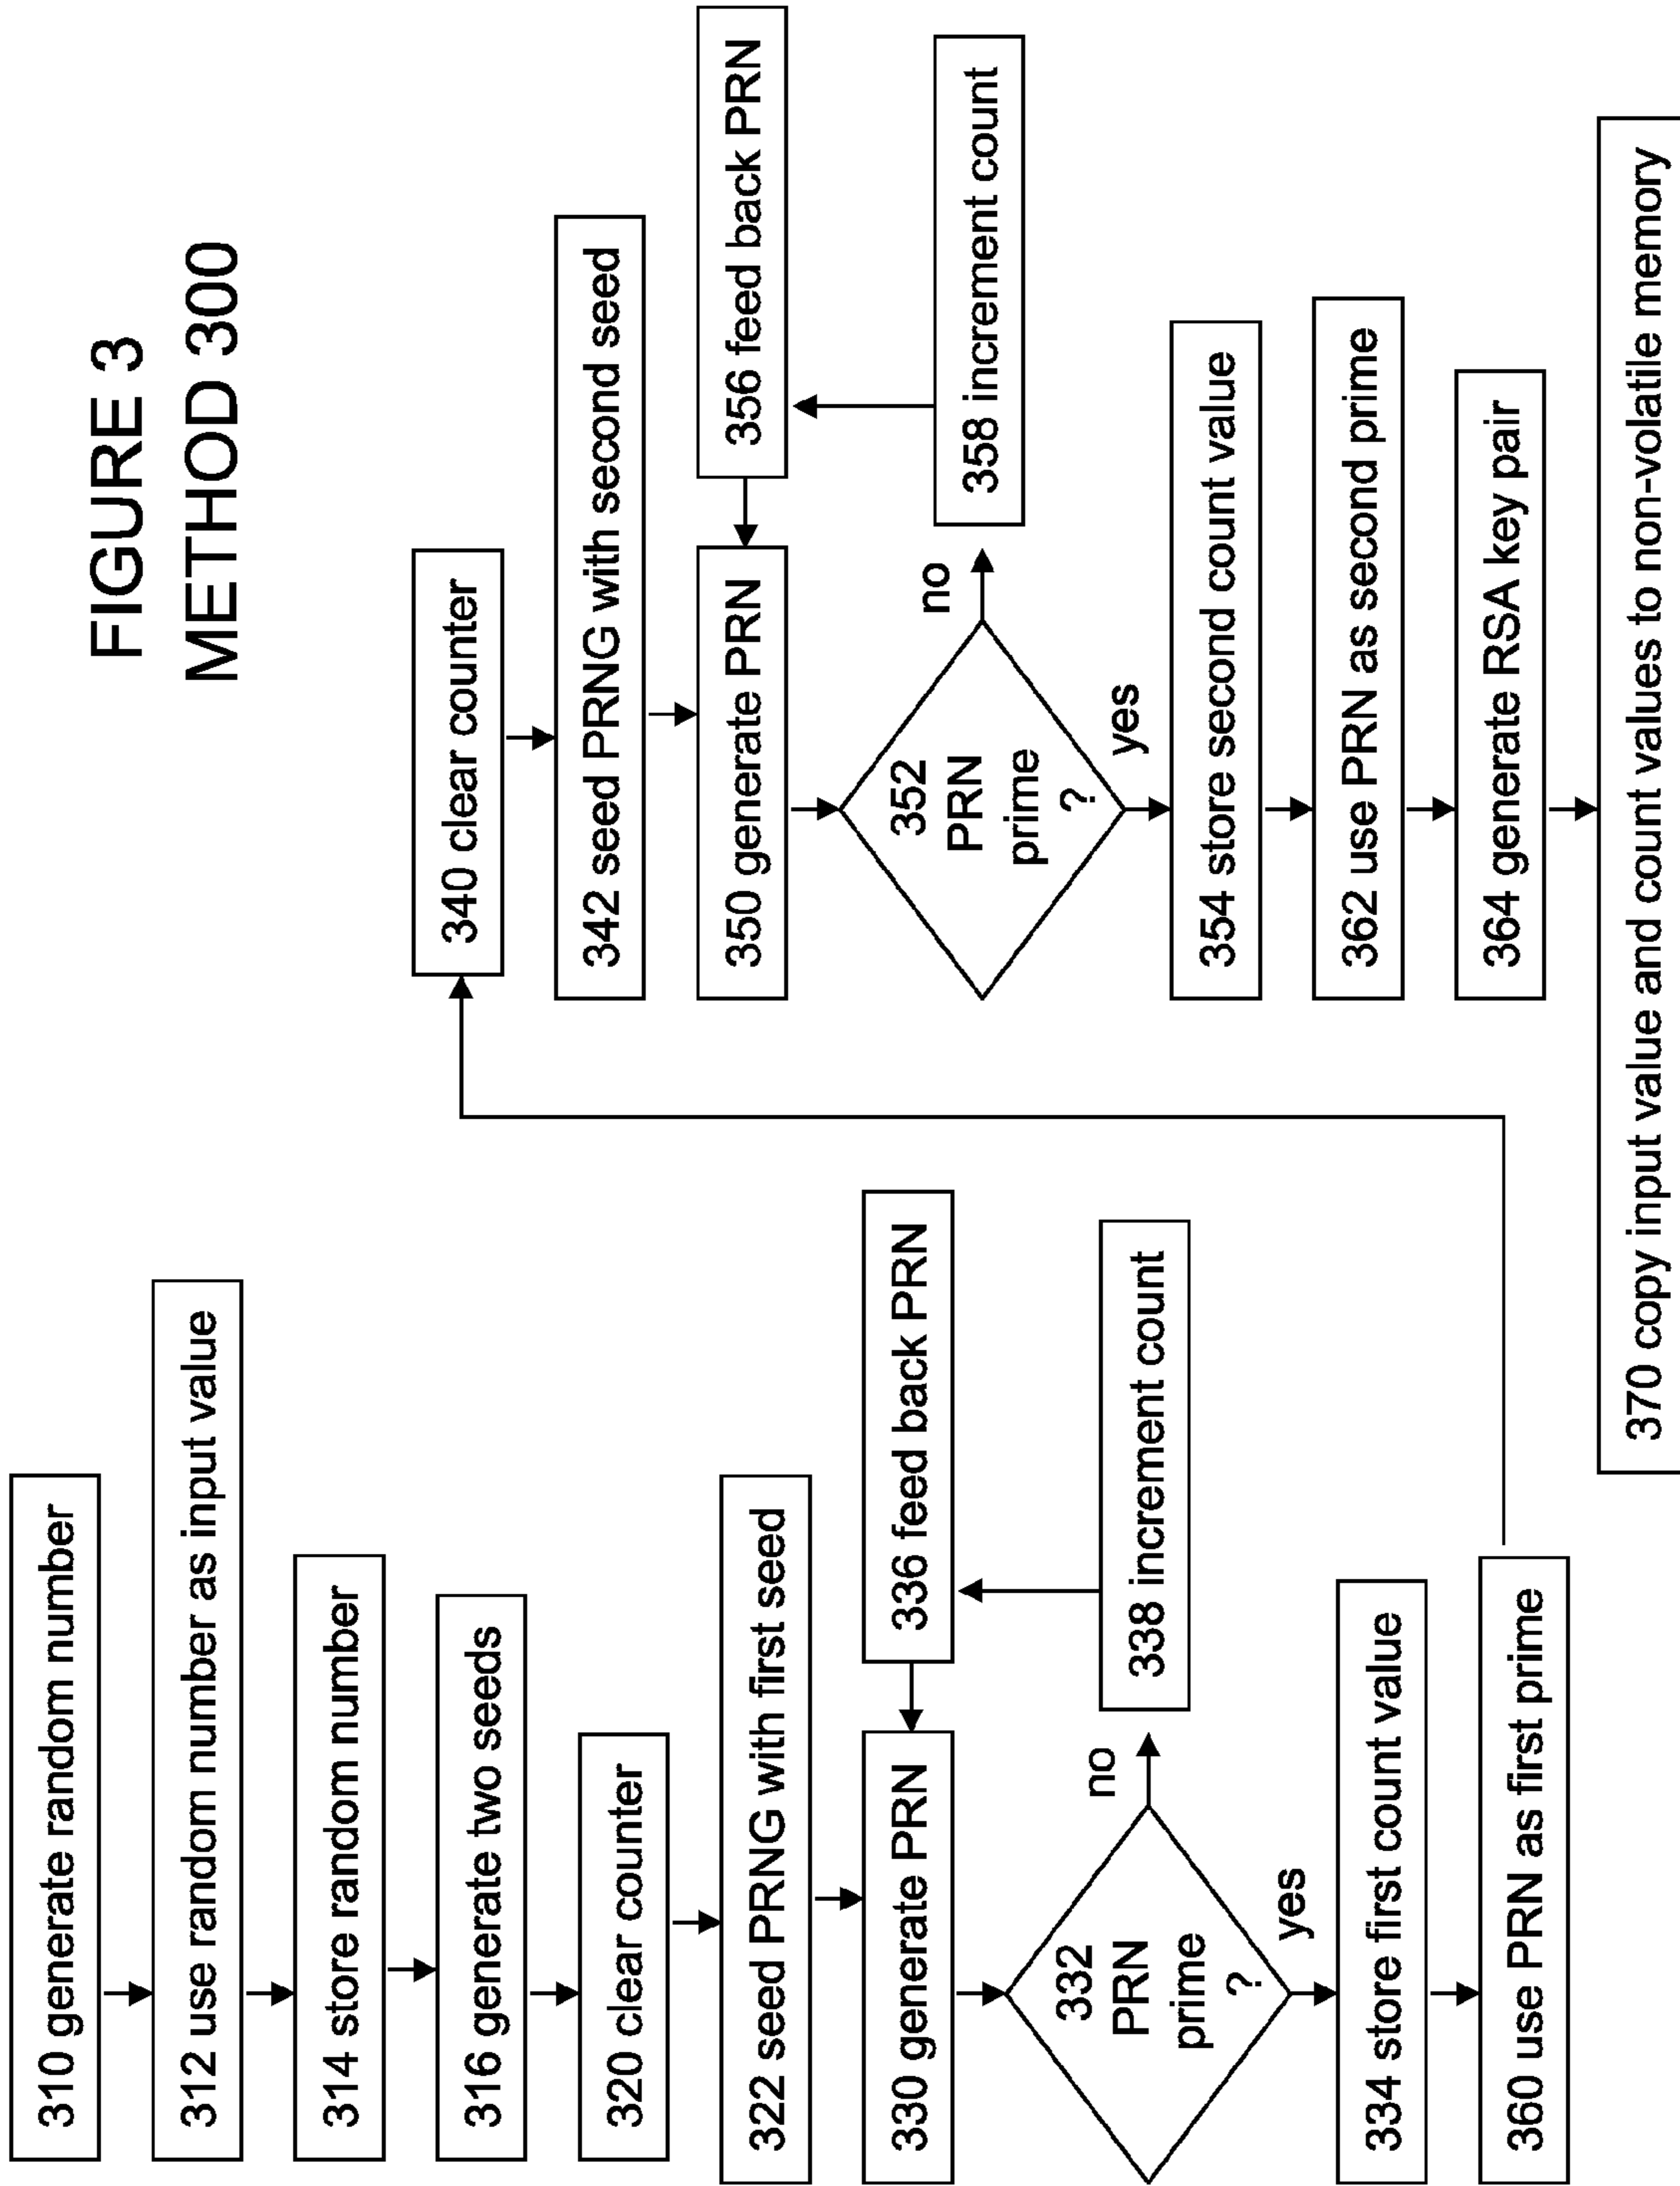 FIGURE 3
METHOD 300
310 generate random number
312 use random number as input value
314 store random number
316 generate two seeds
320 clear counter
322 seed PRNG with first seed
330 generate PRN
336 feed back PRN
332
PRN
prime
?
no
338 increment count
yes
334 store first count value
360 use PRN as first prime
340 clear counter
342 seed PRNG with second seed
350 generate PRN
356 feed back PRN
352
PRN
prime
?
no
358 increment count
yes
354 store second count value
362 use PRN as second prime
364 generate RSA key pair
370 copy input value and count values to non-volatile memory